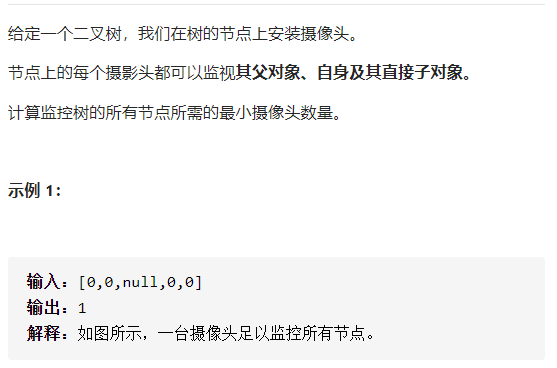 给定一个二叉树，我们在树的节点上安装摄像头。
节点上的每个摄影头都可以监视其父对象、自身及其直接子对象。
计算监控树的所有节点所需的最小摄像头数量。
示例 1：
输入：[0,0,null,0,0]
输出：1
解释：如图所示，一台摄像头足以监控所有节点。